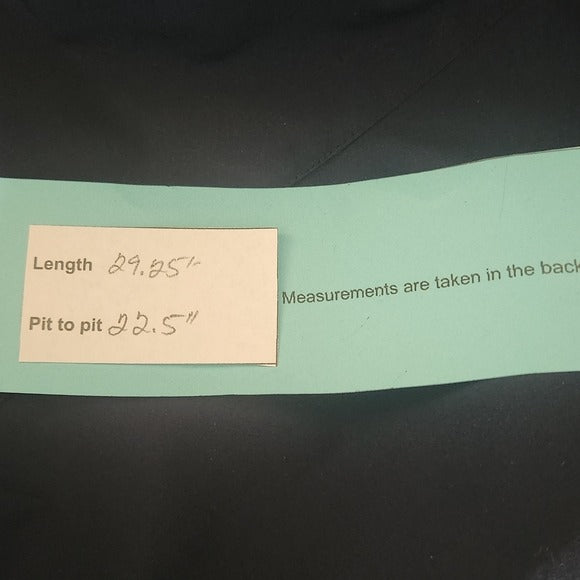 Length 29.25"
Pit to pit 22.5"
Measurements are taken in the back